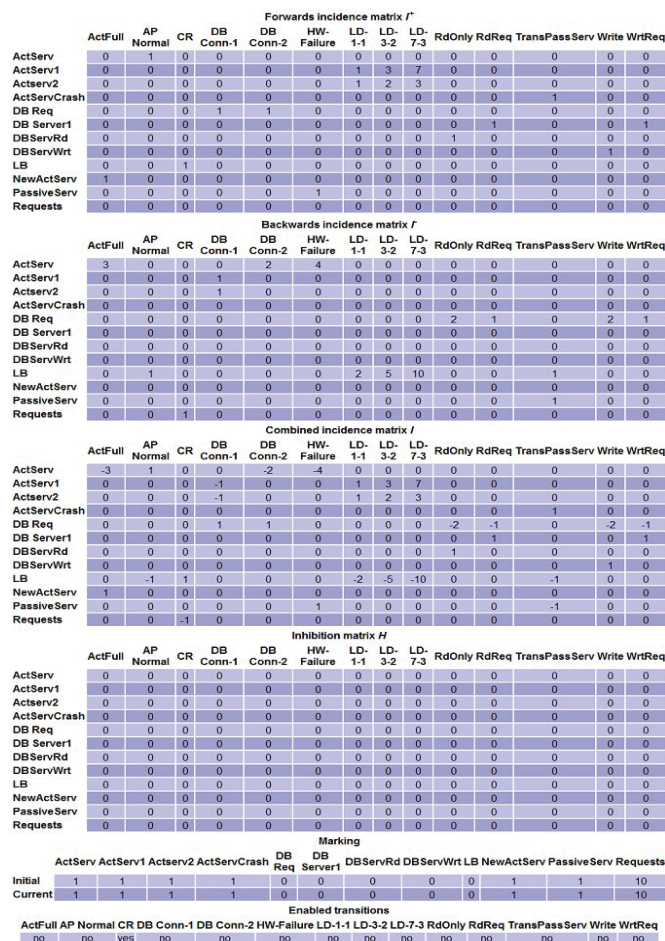 Forwards incidence matrix I⁺
ActFull AP Normal CR DB Conn-1 DB Conn-2 HW-Failure LD-1-1 LD-3-2 LD-7-3 RdOnly RdReq TransPassServ Write WrtReq
ActServ 0 1 0 0 0 0 0 0 0 0 0 0 0 0
ActServ1 0 0 0 0 0 0 1 3 7 0 0 0 0 0
Actserv2 0 0 0 0 0 0 1 2 3 0 0 0 0 0
ActServCrash 0 0 0 0 0 0 0 0 0 0 0 1 0 0
DB Req 0 0 0 1 1 0 0 0 0 0 0 0 0 0
DB Server1 0 0 0 0 0 0 0 0 0 0 1 0 0 1
DBServRd 0 0 0 0 0 0 0 0 0 1 0 0 0 0
DBServWrt 0 0 0 0 0 0 0 0 0 0 0 0 1 0
LB 0 0 1 0 0 0 0 0 0 0 0 0 0 0
NewActServ 1 0 0 0 0 0 0 0 0 0 0 0 0 0
PassiveServ 0 0 0 0 0 1 0 0 0 0 0 0 0 0
Requests 0 0 0 0 0 0 0 0 0 0 0 0 0 0
Backwards incidence matrix I⁻
ActFull AP Normal CR DB Conn-1 DB Conn-2 HW-Failure LD-1-1 LD-3-2 LD-7-3 RdOnly RdReq TransPassServ Write WrtReq
ActServ 3 0 0 0 2 4 0 0 0 0 0 0 0 0
ActServ1 0 0 0 1 0 0 0 0 0 0 0 0 0 0
Actserv2 0 0 0 1 0 0 0 0 0 0 0 0 0 0
ActServCrash 0 0 0 0 0 0 0 0 0 0 0 0 0 0
DB Req 0 0 0 0 0 0 0 0 0 2 1 0 2 1
DB Server1 0 0 0 0 0 0 0 0 0 0 0 0 0 0
DBServRd 0 0 0 0 0 0 0 0 0 0 0 0 0 0
DBServWrt 0 0 0 0 0 0 0 0 0 0 0 0 0 0
LB 0 1 0 0 0 0 2 5 10 0 0 1 0 0
NewActServ 0 0 0 0 0 0 0 0 0 0 0 0 0 0
PassiveServ 0 0 0 0 0 0 0 0 0 0 0 1 0 0
Requests 0 0 1 0 0 0 0 0 0 0 0 0 0 0
Combined incidence matrix I
ActFull AP Normal CR DB Conn-1 DB Conn-2 HW-Failure LD-1-1 LD-3-2 LD-7-3 RdOnly RdReq TransPassServ Write WrtReq
ActServ -3 1 0 0 -2 -4 0 0 0 0 0 0 0 0
ActServ1 0 0 0 -1 0 0 1 3 7 0 0 0 0 0
Actserv2 0 0 0 -1 0 0 1 2 3 0 0 0 0 0
ActServCrash 0 0 0 0 0 0 0 0 0 0 0 1 0 0
DB Req 0 0 0 1 1 0 0 0 0 -2 -1 0 -2 -1
DB Server1 0 0 0 0 0 0 0 0 0 0 1 0 0 1
DBServRd 0 0 0 0 0 0 0 0 0 1 0 0 0 0
DBServWrt 0 0 0 0 0 0 0 0 0 0 0 0 1 0
LB 0 -1 1 0 0 0 -2 -5 -10 0 0 -1 0 0
NewActServ 1 0 0 0 0 0 0 0 0 0 0 0 0 0
PassiveServ 0 0 0 0 0 1 0 0 0 0 0 -1 0 0
Requests 0 0 -1 0 0 0 0 0 0 0 0 0 0 0
Inhibition matrix H
ActFull AP Normal CR DB Conn-1 DB Conn-2 HW-Failure LD-1-1 LD-3-2 LD-7-3 RdOnly RdReq TransPassServ Write WrtReq
ActServ 0 0 0 0 0 0 0 0 0 0 0 0 0 0
ActServ1 0 0 0 0 0 0 0 0 0 0 0 0 0 0
Actserv2 0 0 0 0 0 0 0 0 0 0 0 0 0 0
ActServCrash 0 0 0 0 0 0 0 0 0 0 0 0 0 0
DB Req 0 0 0 0 0 0 0 0 0 0 0 0 0 0
DB Server1 0 0 0 0 0 0 0 0 0 0 0 0 0 0
DBServRd 0 0 0 0 0 0 0 0 0 0 0 0 0 0
DBServWrt 0 0 0 0 0 0 0 0 0 0 0 0 0 0
LB 0 0 0 0 0 0 0 0 0 0 0 0 0 0
NewActServ 0 0 0 0 0 0 0 0 0 0 0 0 0 0
PassiveServ 0 0 0 0 0 0 0 0 0 0 0 0 0 0
Requests 0 0 0 0 0 0 0 0 0 0 0 0 0 0
Marking
ActServ ActServ1 Actserv2 ActServCrash DB Req DB Server1 DBServRd DBServWrt LB NewActServ PassiveServ Requests
Initial 1 1 1 1 0 0 0 0 0 1 1 10
Current 1 1 1 1 0 0 0 0 0 1 1 10
Enabled transitions
ActFull AP Normal CR DB Conn-1 DB Conn-2 HW-Failure LD-1-1 LD-3-2 LD-7-3 RdOnly RdReq TransPassServ Write WrtReq
no no yes no no no no no no no no no no no